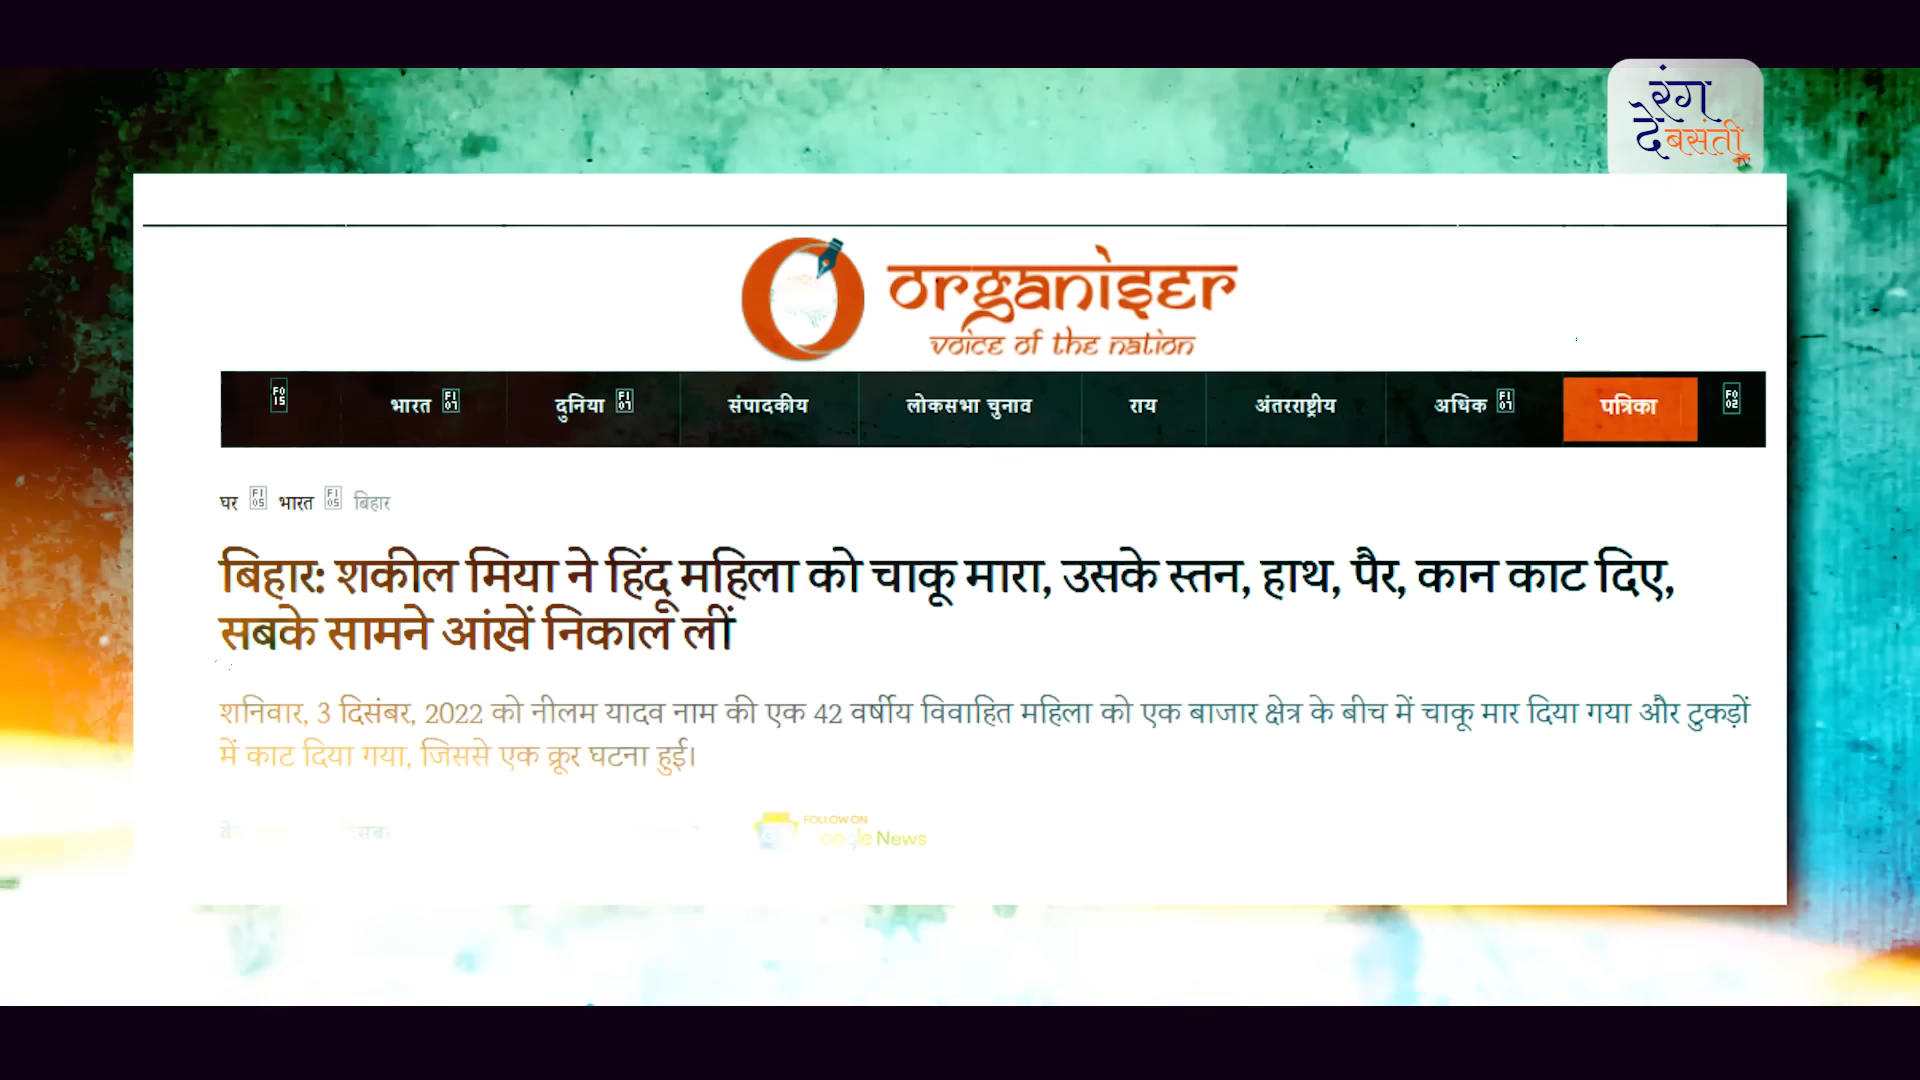 रंग
दे बसंती
organiser
voice of the nation
भारत दुनिया संपादकीय लोकसभा चुनाव राय अंतरराष्ट्रीय अधिक पत्रिका
घर भारत बिहार
बिहार: शकील मिया ने हिंदू महिला को चाकू मारा, उसके स्तन, हाथ, पैर, कान काट दिए,
सबके सामने आंखें निकाल लीं
शनिवार, 3 दिसंबर, 2022 को नीलम यादव नाम की एक 42 वर्षीय विवाहित महिला को एक बाजार क्षेत्र के बीच में चाकू मार दिया गया और टुकड़ों
में काट दिया गया, जिससे एक क्रूर घटना हुई।
FOLLOW ON
News